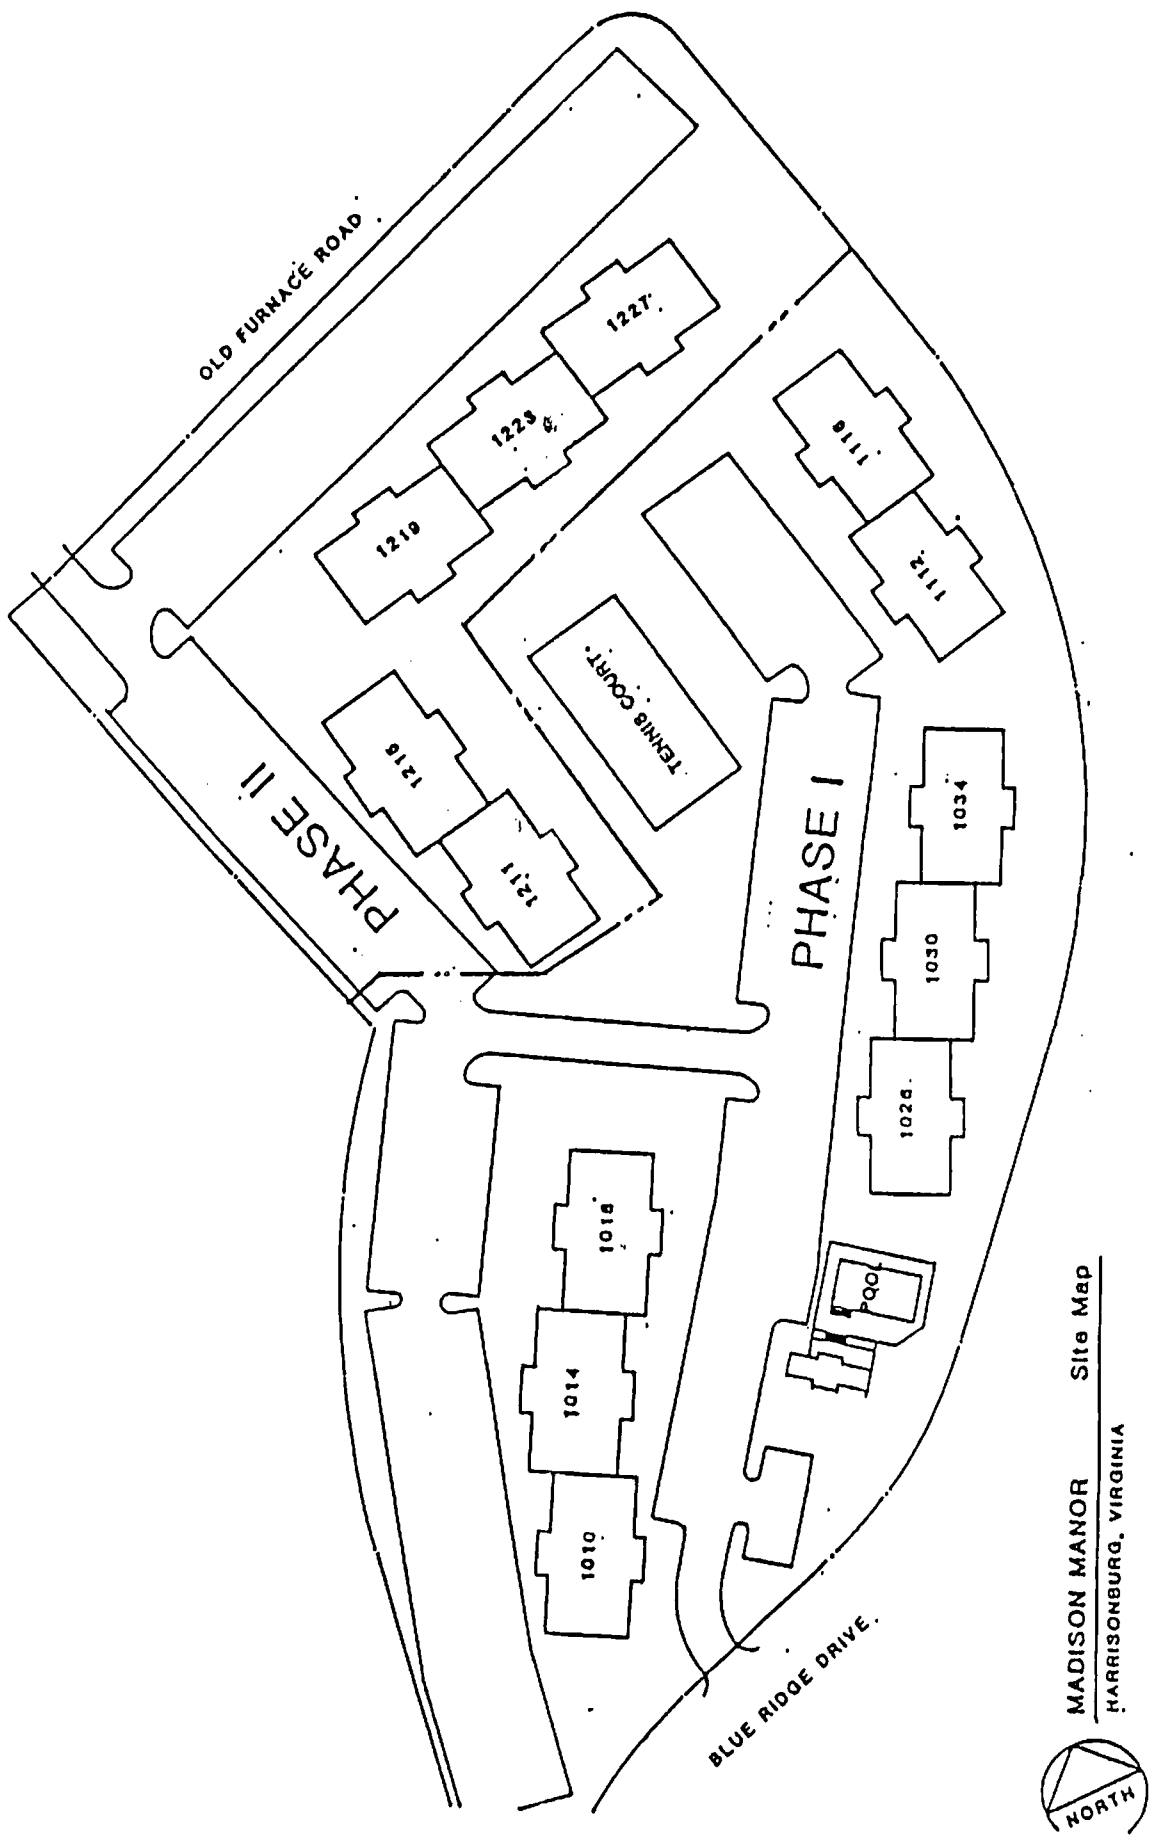 OLD FURNACE ROAD
1227
1223
1219
1116
1112
TENNIS COURT
1215
1211
PHASE II
PHASE I
1034
1030
1026
1018
1014
1010
POOL
BLUE RIDGE DRIVE
MADISON MANOR Site Map
HARRISONBURG, VIRGINIA
NORTH